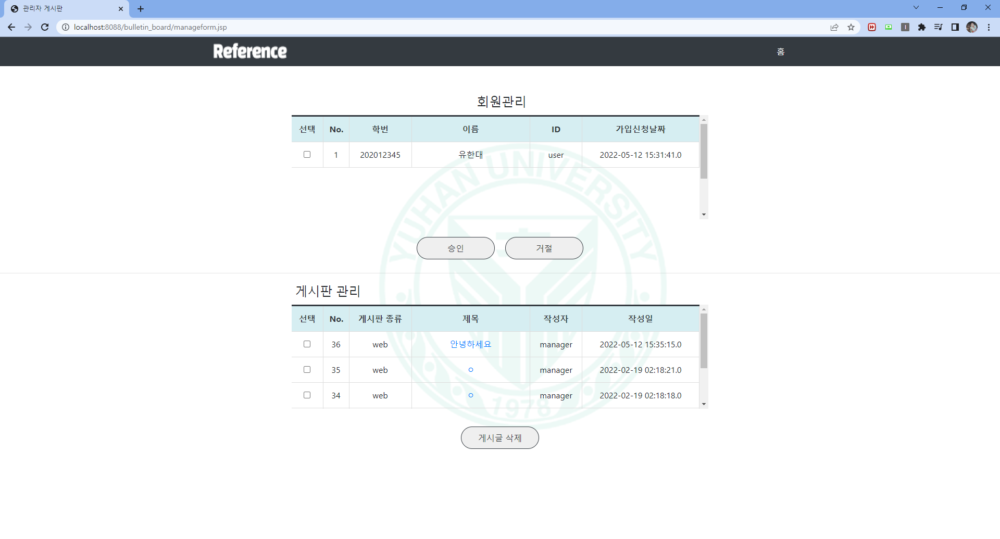 관리자 게시판
localhost:8088/bulletin_board/manageform.jsp
Reference
홈
회원관리
선택 No. 학번 이름 ID 가입신청날짜
1 202012345 유한대 user 2022-05-12 15:31:41.0
승인 거절
게시판 관리
선택 No. 게시판 종류 제목 작성자 작성일
36 web 안녕하세요 manager 2022-05-12 15:35:15.0
35 web ㅇ manager 2022-02-19 02:18:21.0
34 web ㅇ manager 2022-02-19 02:18:18.0
게시글 삭제
YUHAN UNIVERSITY
1978